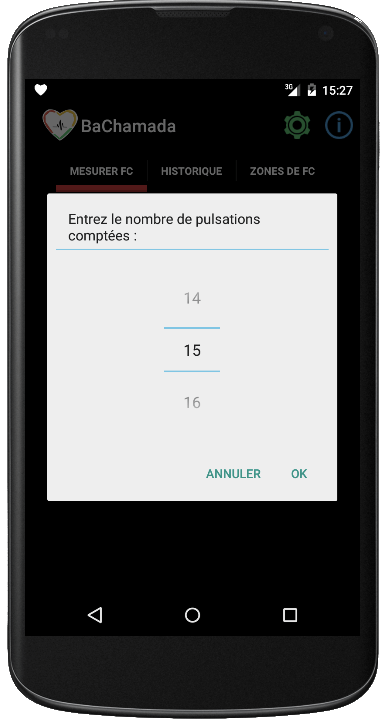 3G 15:27
BaChamada
MESURER FC HISTORIQUE ZONES DE FC
Entrez le nombre de pulsations
comptées :
14
15
16
ANNULER OK